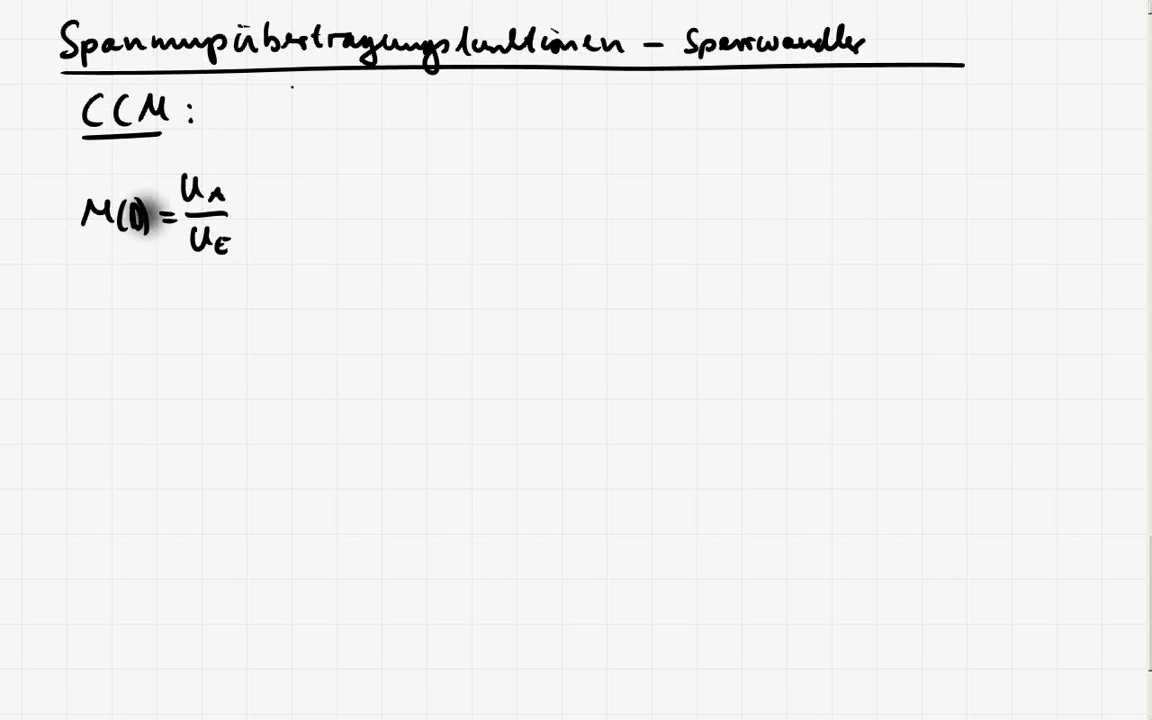 Spannungsübertragungsfunktionen - Sperrwandler
CCM:
M(D) = U_A / U_E